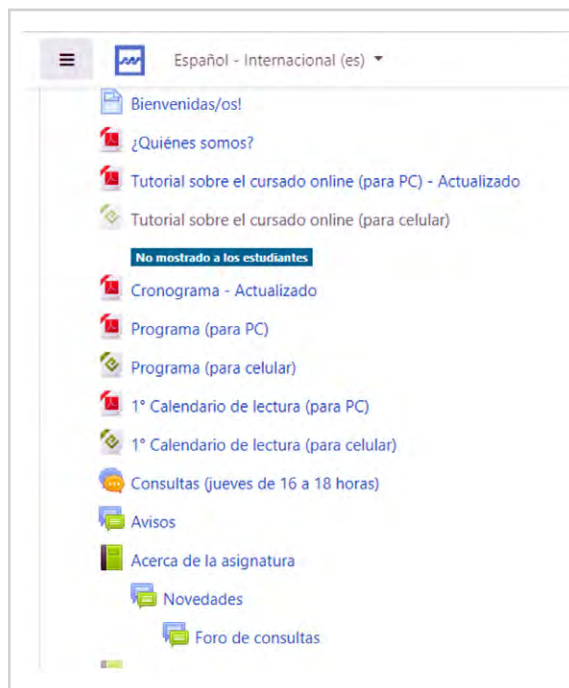 Español - Internacional (es)
Bienvenidas/os!
¿Quiénes somos?
Tutorial sobre el cursado online (para PC) - Actualizado
Tutorial sobre el cursado online (para celular)
No mostrado a los estudiantes
Cronograma - Actualizado
Programa (para PC)
Programa (para celular)
1° Calendario de lectura (para PC)
1° Calendario de lectura (para celular)
Consultas (jueves de 16 a 18 horas)
Avisos
Acerca de la asignatura
Novedades
Foro de consultas